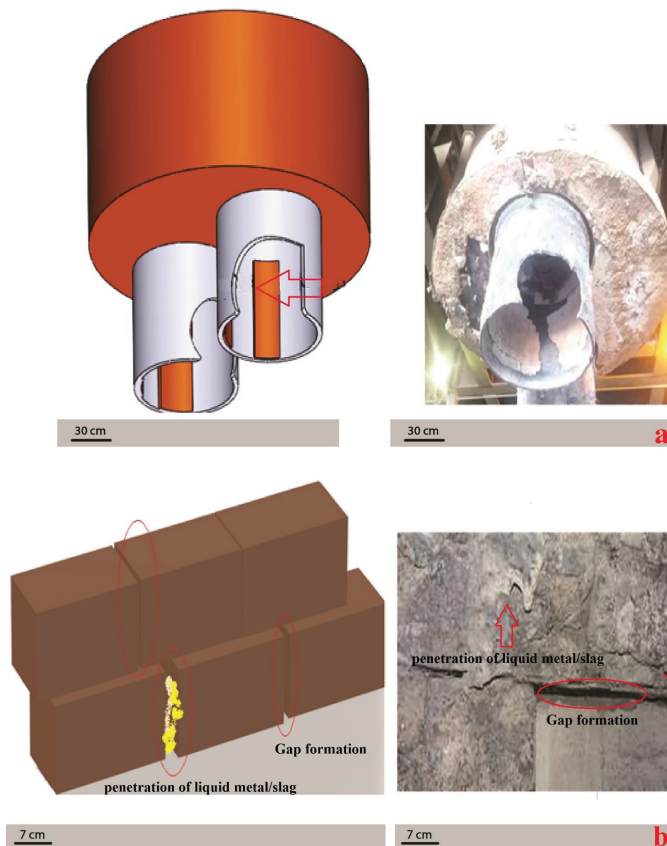 30 cm
30 cm
a
penetration of liquid metal/slag
Gap formation
Gap formation
penetration of liquid metal/slag
7 cm
7 cm
b